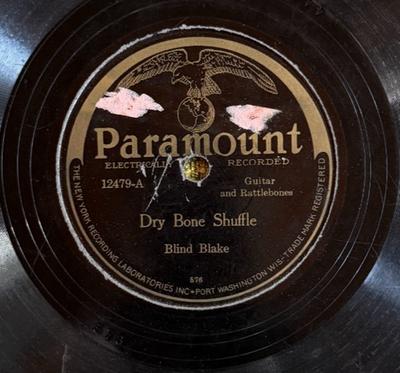 Paramount
ELECTRICALLY RECORDED
12479-A
Guitar
and Rattlebones
Dry Bone Shuffle
Blind Blake
576
THE NEW YORK RECORDING LABORATORIES INC•PORT WASHINGTON WIS-TRADE MARK REGISTERED